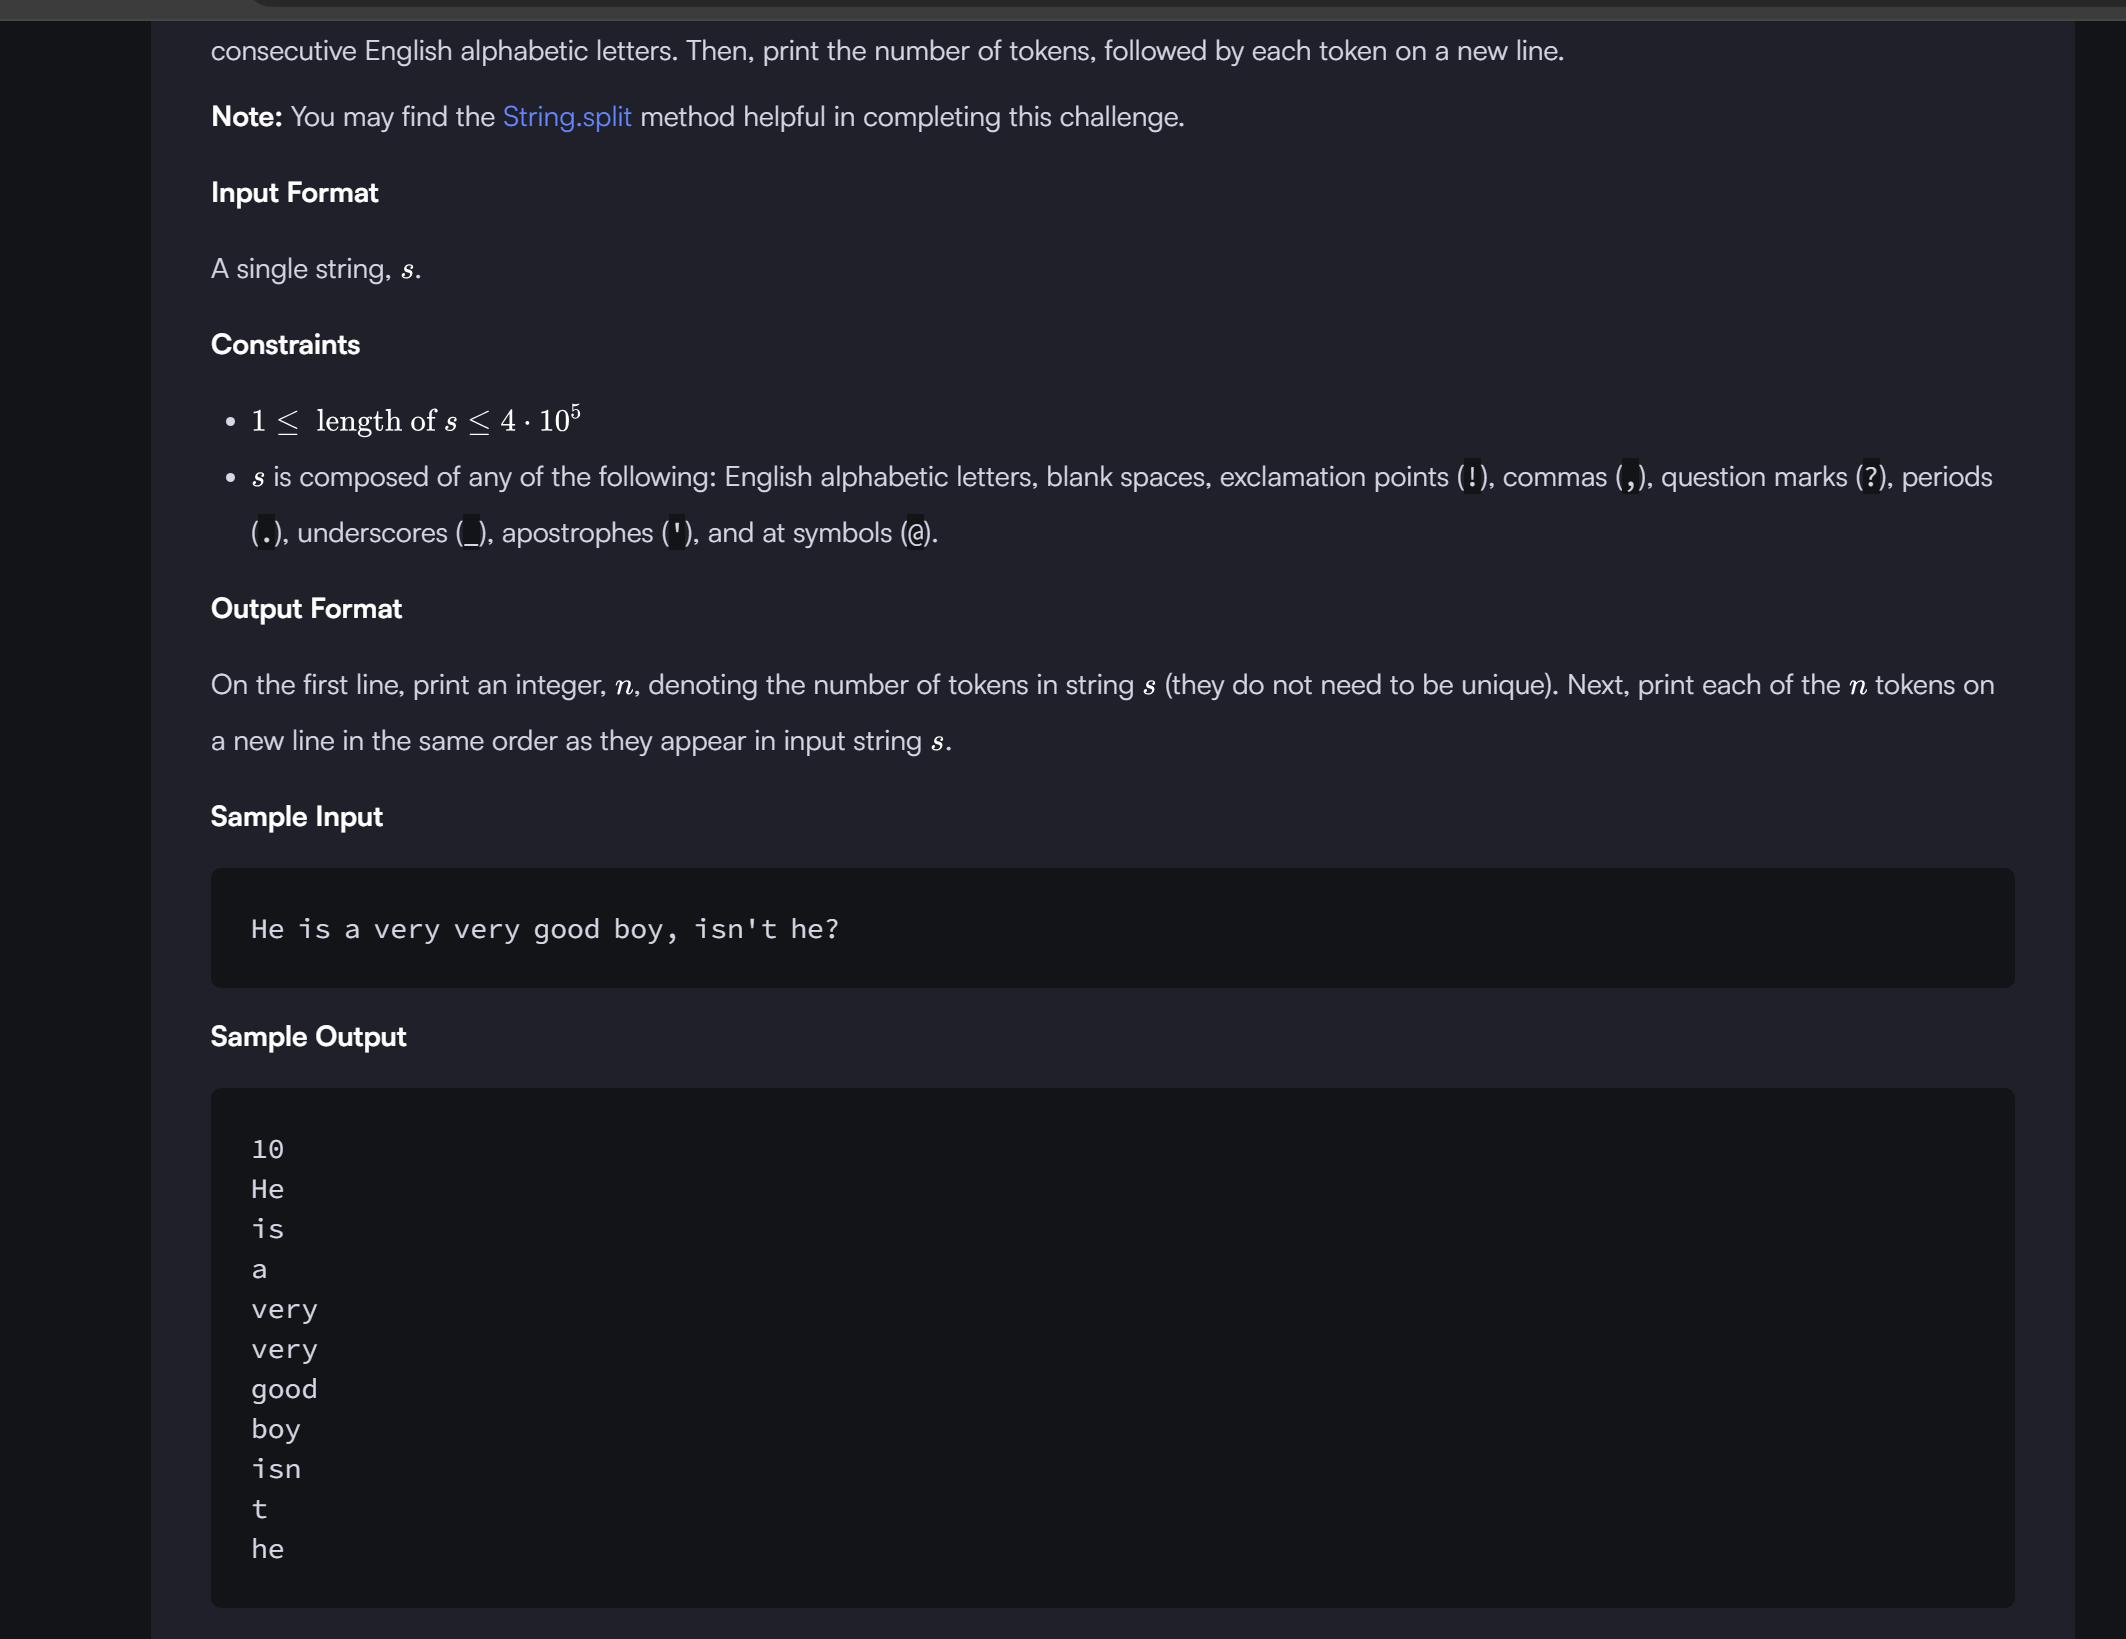 consecutive English alphabetic letters. Then, print the number of tokens, followed by each token on a new line.
Note: You may find the String.split method helpful in completing this challenge.
Input Format
A single string, s.
Constraints
• 1 ≤ length of s ≤ 4 · 10⁵
• s is composed of any of the following: English alphabetic letters, blank spaces, exclamation points (!), commas (,), question marks (?), periods
(.), underscores (_), apostrophes ('), and at symbols (@).
Output Format
On the first line, print an integer, n, denoting the number of tokens in string s (they do not need to be unique). Next, print each of the n tokens on
a new line in the same order as they appear in input string s.
Sample Input
He is a very very good boy, isn't he?
Sample Output
10
He
is
a
very
very
good
boy
isn
t
he